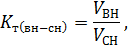 Kт(вн−сн) = VВН / VСН,